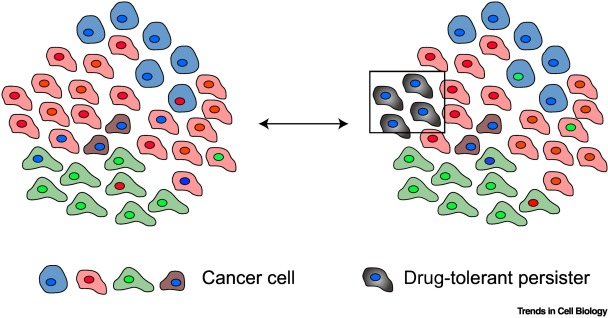 Cancer cell
Drug-tolerant persister
Trends in Cell Biology